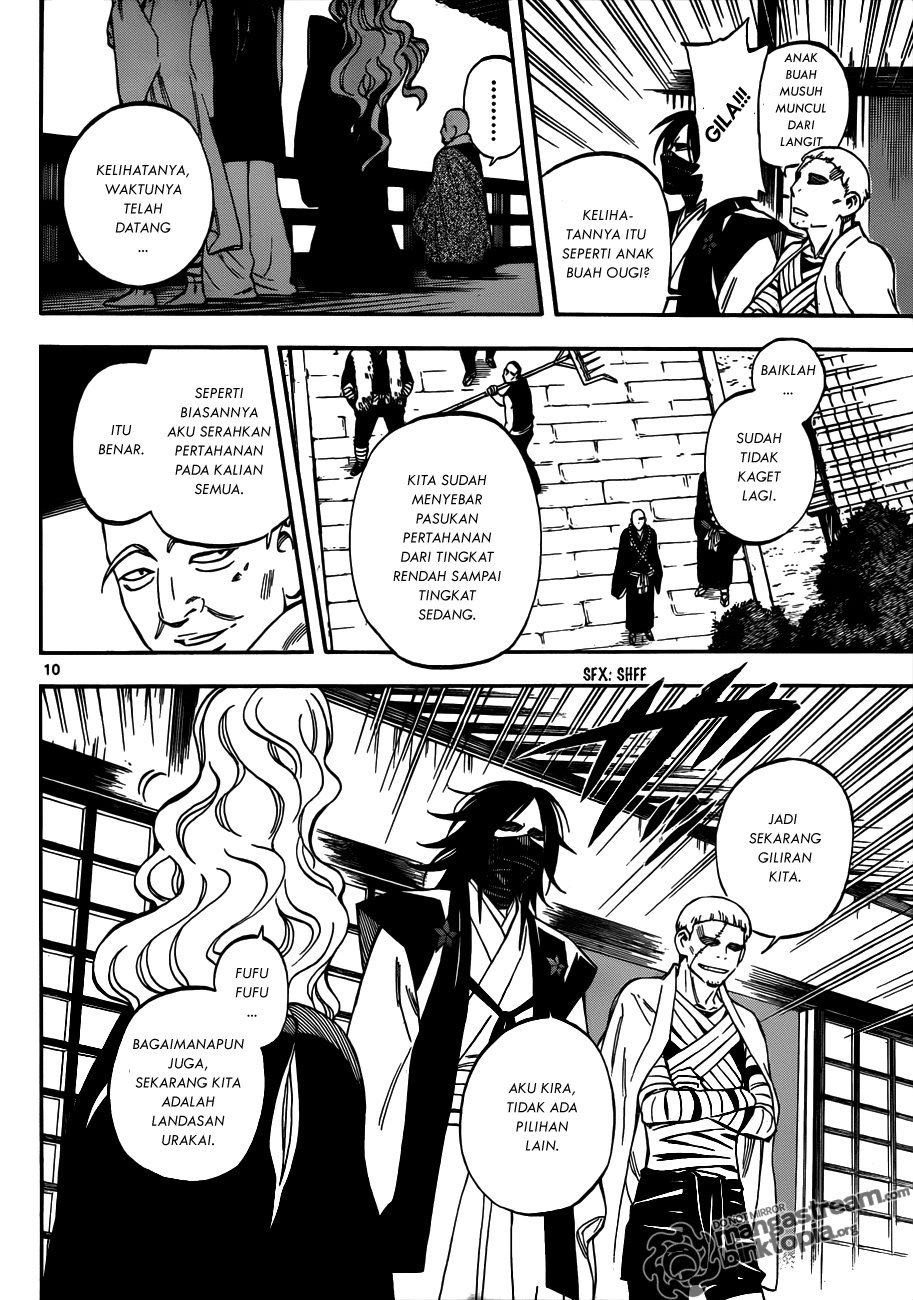 ANAK
BUAH
MUSUH
MUNCUL
DARI
LANGIT
GILA!!!
KELIHA-
TANNYA ITU
SEPERTI ANAK
BUAH OUGI?
........
KELIHATANYA,
WAKTUNYA
TELAH
DATANG
...
BAIKLAH
...
SUDAH
TIDAK
KAGET
LAGI.
KITA SUDAH
MENYEBAR
PASUKAN
PERTAHANAN
DARI TINGKAT
RENDAH SAMPAI
TINGKAT
SEDANG.
SEPERTI
BIASANNYA
AKU SERAHKAN
PERTAHANAN
PADA KALIAN
SEMUA.
ITU
BENAR.
10
SFX: SHFF
JADI
SEKARANG
GILIRAN
KITA.
AKU KIRA,
TIDAK ADA
PILIHAN
LAIN.
FUFU
FUFU
...
BAGAIMANAPUN
JUGA,
SEKARANG KITA
ADALAH
LANDASAN
URAKAI.
DO NOT MIRROR
mangastream.com
binktopia.org